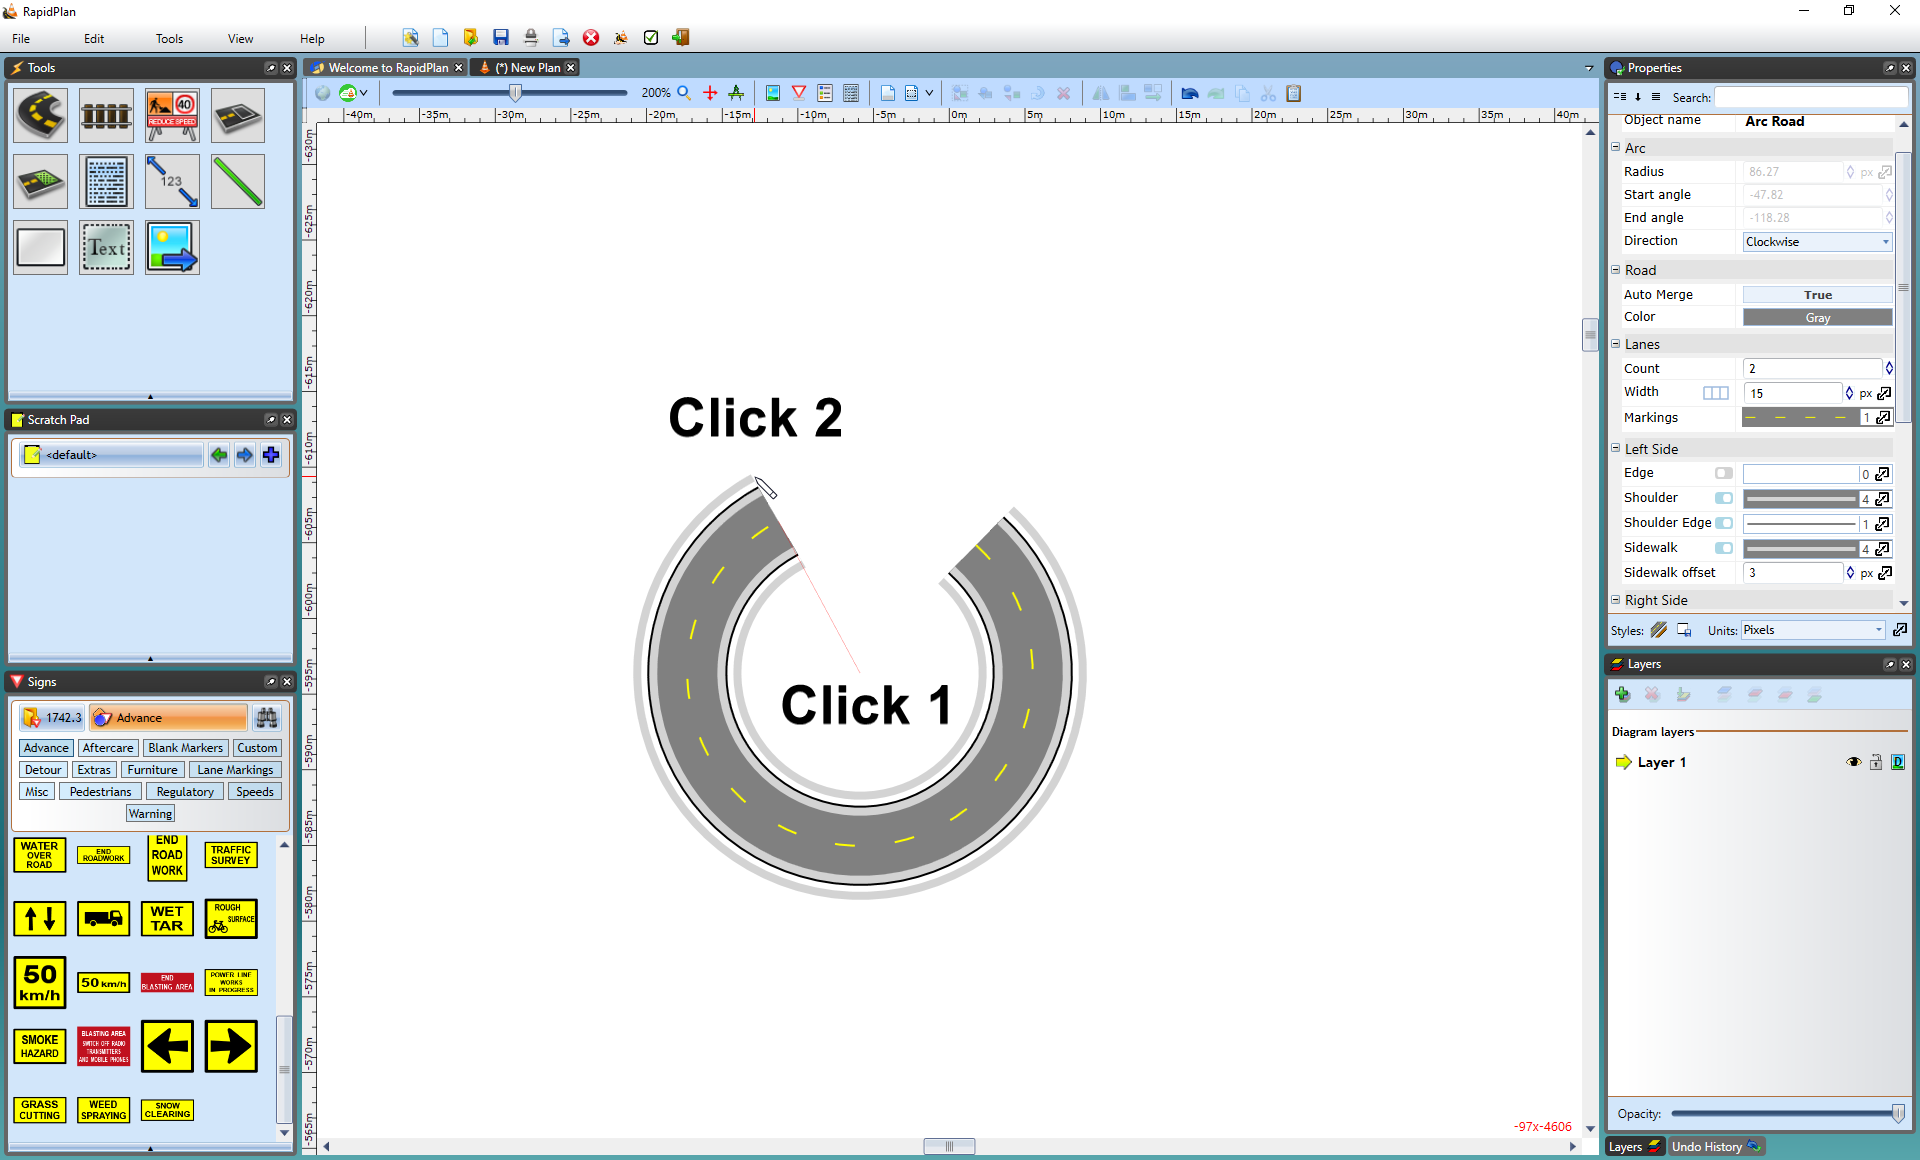 RapidPlan
File Edit Tools View Help
Tools
Welcome to RapidPlan (*) New Plan
200%
-40m -35m -30m -25m -20m -15m -10m -5m 0m 5m 10m 15m 20m 25m 30m 35m 40m
-630m
-625m
-620m
-615m
-610m
-605m
-600m
-595m
-590m
-585m
-580m
-575m
-570m
-565m
40 REDUCE SPEED
123
Text
Scratch Pad
<default>
Signs
1742.3 Advance
Advance Aftercare Blank Markers Custom
Detour Extras Furniture Lane Markings
Misc Pedestrians Regulatory Speeds
Warning
WATER
OVER
ROAD
END
ROADWORK
END
ROAD
WORK
TRAFFIC
SURVEY
WET
TAR
ROUGH
SURFACE
50
km/h
50 km/h
END
BLASTING AREA
POWER LINE
WORKS
IN PROGRESS
SMOKE
HAZARD
BLASTING AREA
SWITCH OFF RADIO
TRANSMITTERS
AND MOBILE PHONES
GRASS
CUTTING
WEED
SPRAYING
SNOW
CLEARING
Click 2
Click 1
-97x-4606
Properties
Search:
Object name Arc Road
Arc
Radius 86.27 px
Start angle -47.82
End angle -118.28
Direction Clockwise
Road
Auto Merge True
Color Gray
Lanes
Count 2
Width 15 px
Markings 1
Left Side
Edge 0
Shoulder 4
Shoulder Edge 1
Sidewalk 4
Sidewalk offset 3 px
Right Side
Styles: Units: Pixels
Layers
Diagram layers
Layer 1 D
Opacity:
Layers Undo History